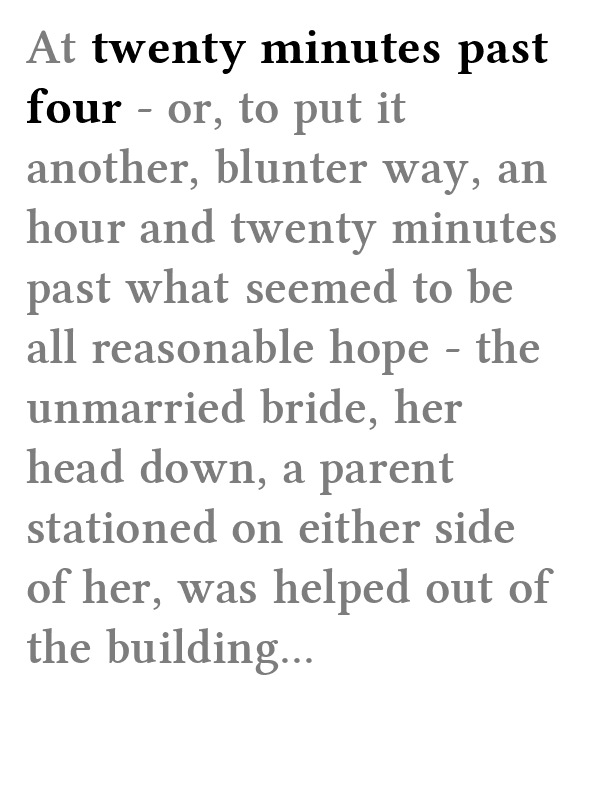 At twenty minutes past
four - or, to put it
another, blunter way, an
hour and twenty minutes
past what seemed to be
all reasonable hope - the
unmarried bride, her
head down, a parent
stationed on either side
of her, was helped out of
the building...